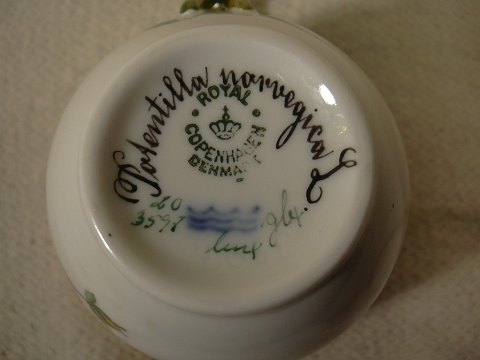 Potentilla norvegica L.
ROYAL
COPENHAGEN
DENMARK
20
3597